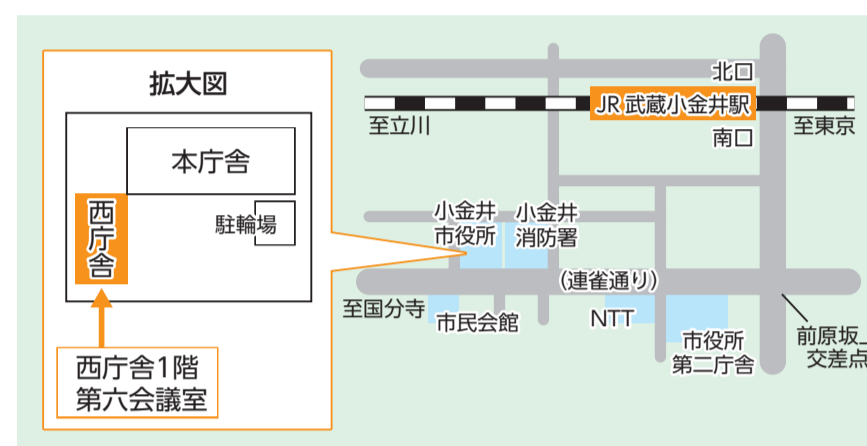 拡大図
本庁舎
西庁舎
駐輪場
西庁舎1階
第六会議室
北口
JR 武蔵小金井駅
至立川
南口
至東京
小金井
市役所
小金井
消防署
(連雀通り)
至国分寺
市民会館
NTT
市役所
第二庁舎
前原坂上
交差点